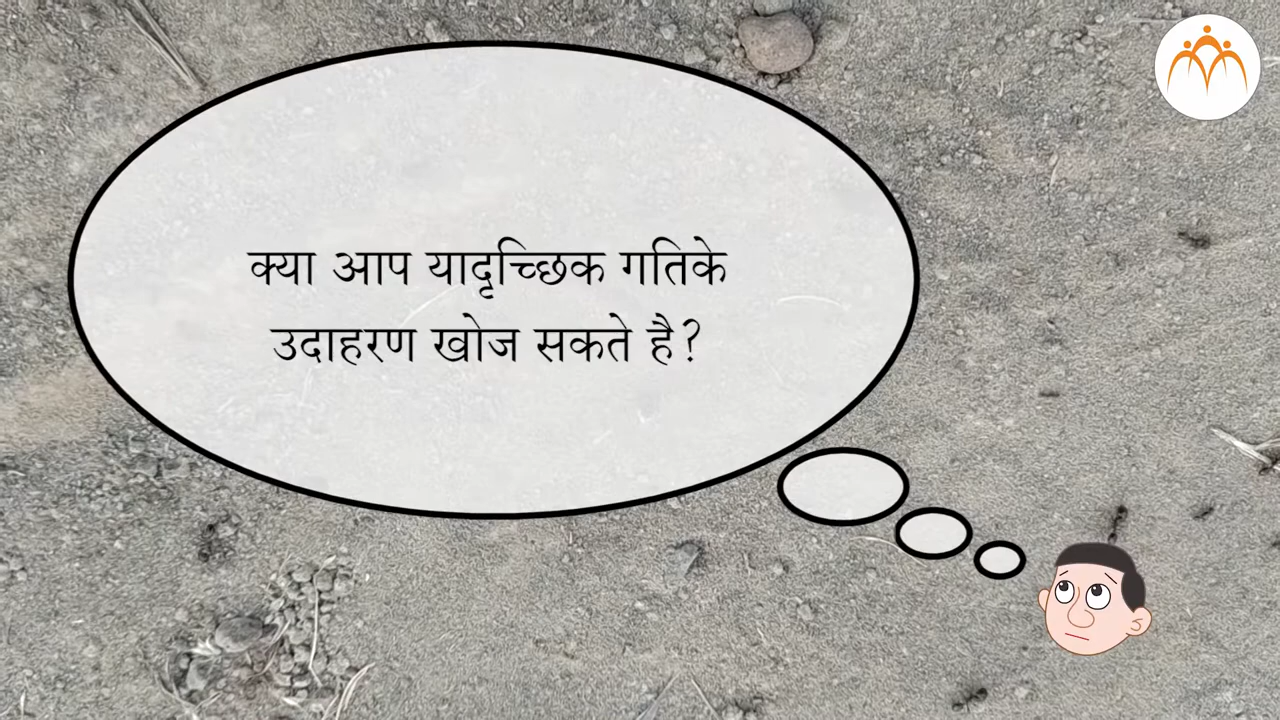 क्या आप यादृच्छिक गतिके
उदाहरण खोज सकते है?